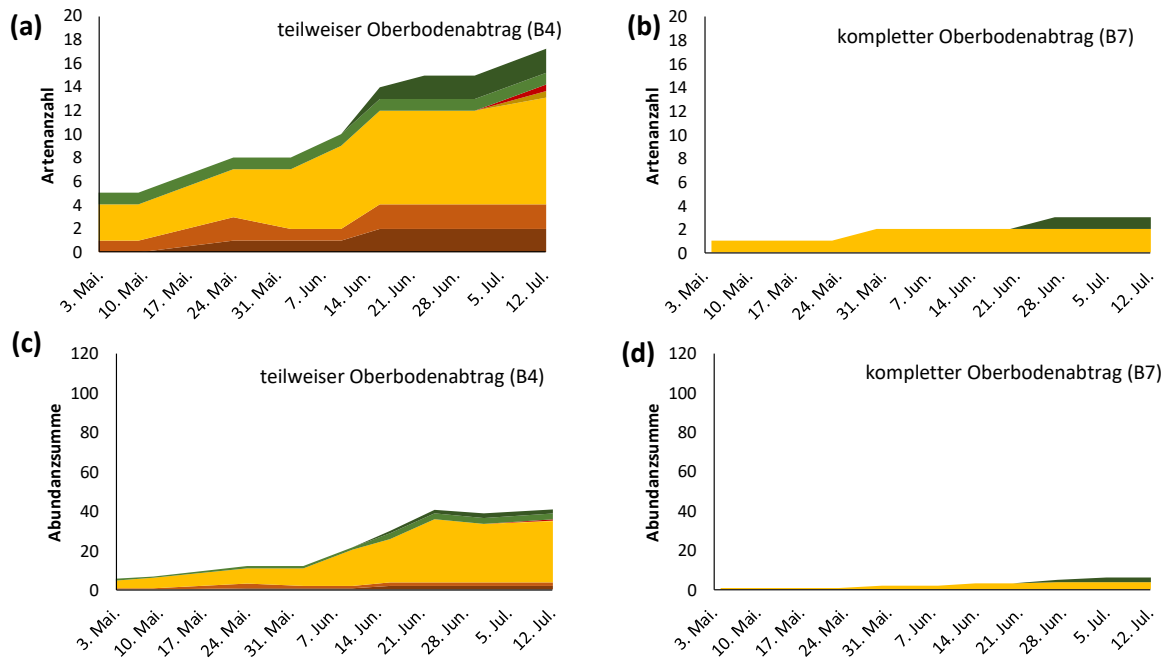 (a)
teilweiser Oberbodenabtrag (B4)
Artenanzahl
20
18
16
14
12
10
8
6
4
2
0
3. Mai.
10. Mai.
17. Mai.
24. Mai.
31. Mai.
7. Jun.
14. Jun.
21. Jun.
28. Jun.
5. Jul.
12. Jul.
(b)
kompletter Oberbodenabtrag (B7)
Artenanzahl
20
18
16
14
12
10
8
6
4
2
0
3. Mai.
10. Mai.
17. Mai.
24. Mai.
31. Mai.
7. Jun.
14. Jun.
21. Jun.
28. Jun.
5. Jul.
12. Jul.
(c)
teilweiser Oberbodenabtrag (B4)
Abundanzsumme
120
100
80
60
40
20
0
3. Mai.
10. Mai.
17. Mai.
24. Mai.
31. Mai.
7. Jun.
14. Jun.
21. Jun.
28. Jun.
5. Jul.
12. Jul.
(d)
kompletter Oberbodenabtrag (B7)
Abundanzsumme
120
100
80
60
40
20
0
3. Mai.
10. Mai.
17. Mai.
24. Mai.
31. Mai.
7. Jun.
14. Jun.
21. Jun.
28. Jun.
5. Jul.
12. Jul.